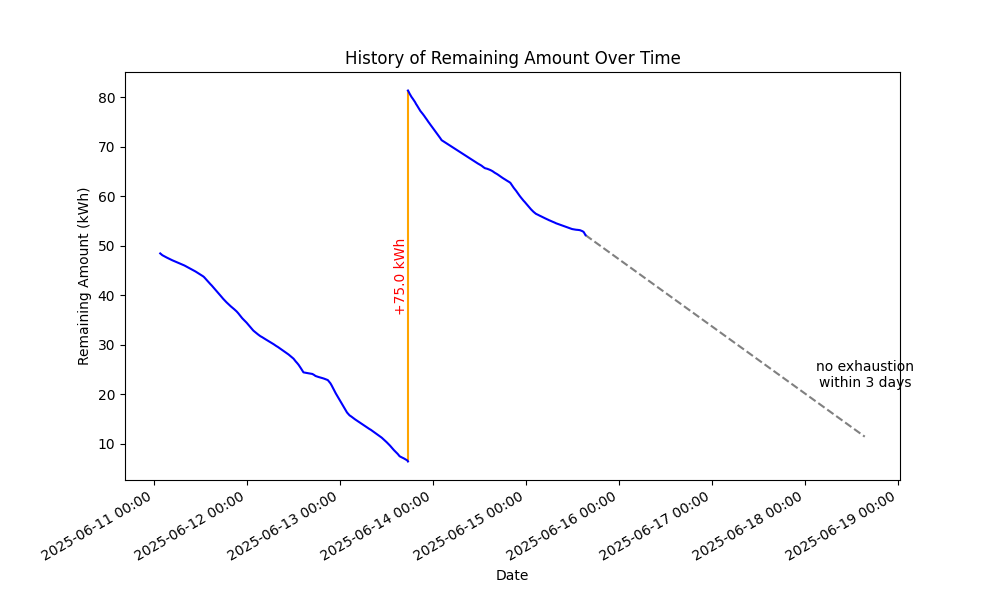 History of Remaining Amount Over Time
Remaining Amount (kWh)
80
70
60
50
40
30
20
10
+75.0 kWh
no exhaustion
within 3 days
2025-06-11 00:00
2025-06-12 00:00
2025-06-13 00:00
2025-06-14 00:00
2025-06-15 00:00
2025-06-16 00:00
2025-06-17 00:00
2025-06-18 00:00
2025-06-19 00:00
Date